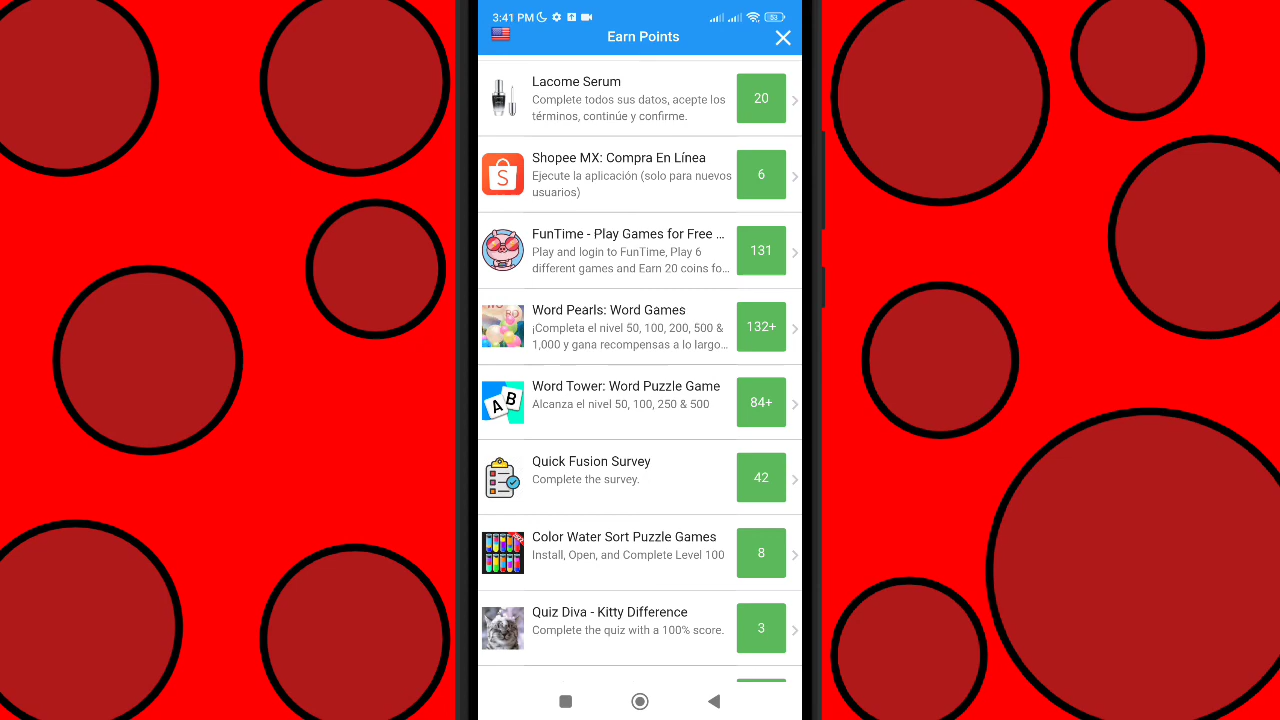 3:41 PM
Earn Points
Lacome Serum
Complete todos sus datos, acepte los
términos, continúe y confirme.
20
Shopee MX: Compra En Línea
Ejecute la aplicación (solo para nuevos
usuarios)
6
FunTime - Play Games for Free ...
Play and login to FunTime, Play 6
different games and Earn 20 coins fo...
131
Word Pearls: Word Games
¡Completa el nivel 50, 100, 200, 500 &
1,000 y gana recompensas a lo largo...
132+
Word Tower: Word Puzzle Game
Alcanza el nivel 50, 100, 250 & 500
84+
A B
Quick Fusion Survey
Complete the survey.
42
Color Water Sort Puzzle Games
Install, Open, and Complete Level 100
8
Quiz Diva - Kitty Difference
Complete the quiz with a 100% score.
3